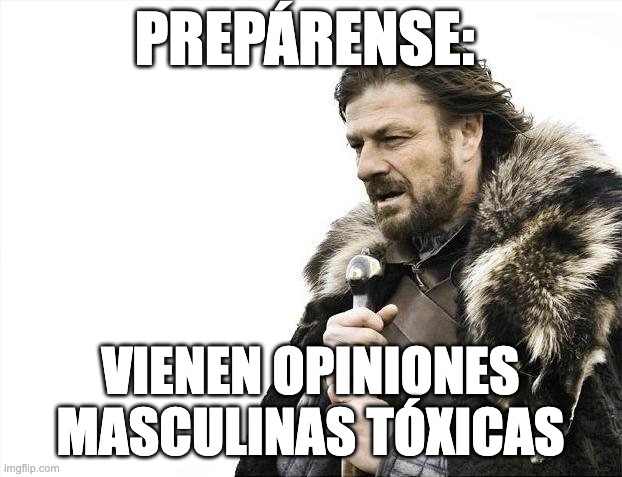 PREPÁRENSE:
VIENEN OPINIONES
MASCULINAS TÓXICAS
imgflip.com